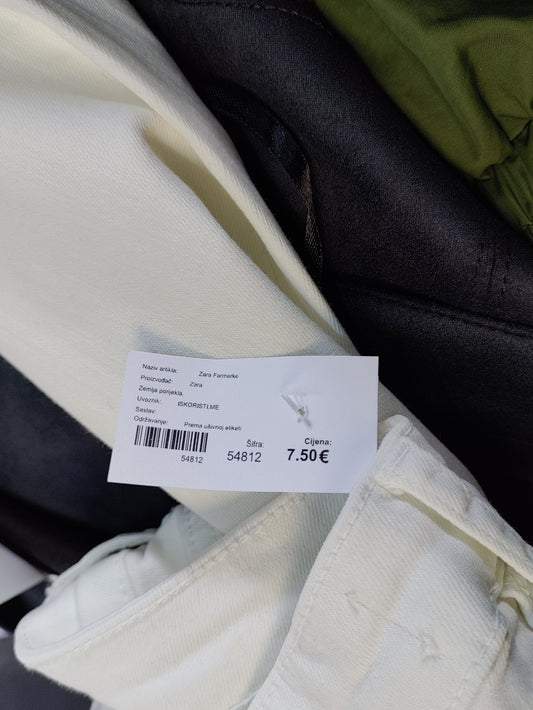 Naziv artikla: Zara Farmerke
Proizvođač: Zara
Zemlja porijekla:
Uvoznik: ISKORISTI.ME
Sastav:
Održavanje: Prema ušivnoj etiketi
Šifra: Cijena:
54812 54812 7.50€